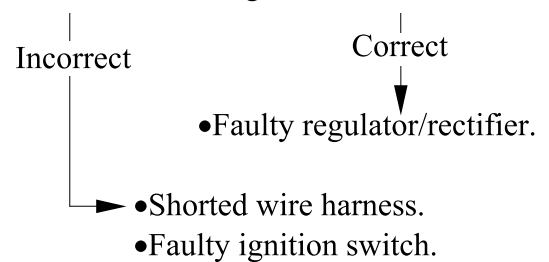 Incorrect
Correct
•Faulty regulator/rectifier.
•Shorted wire harness.
•Faulty ignition switch.